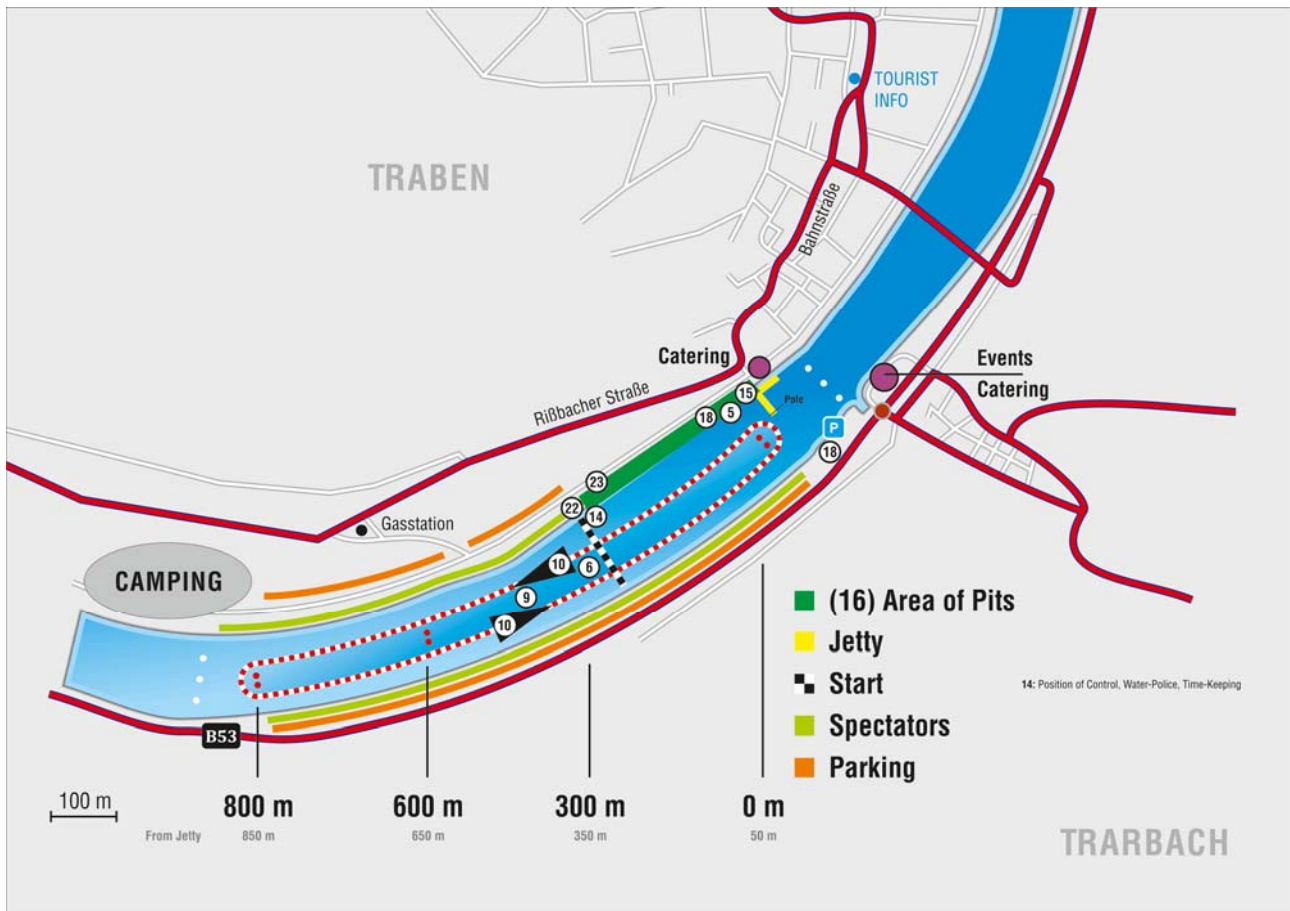 TOURIST
INFO
TRABEN
Bahnstraße
Catering
Events
Catering
Rißbacher Straße
15
Pole
18
5
P
18
23
22
14
Gasstation
10
6
CAMPING
9
10
(16) Area of Pits
Jetty
Start
14: Position of Control, Water-Police, Time-Keeping
Spectators
B53
Parking
100 m
800 m
600 m
300 m
0 m
From Jetty
850 m
650 m
350 m
50 m
TRARBACH